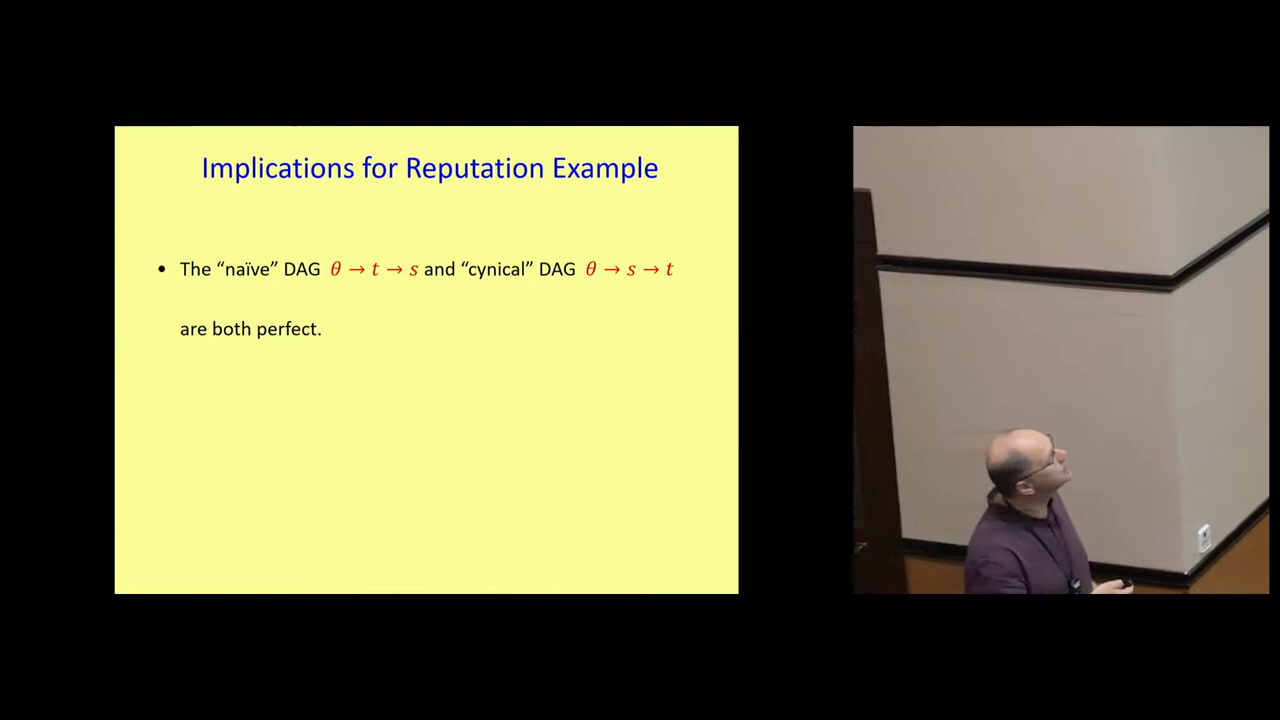 Implications for Reputation Example
• The “naïve” DAG θ → t → s and “cynical” DAG θ → s → t
are both perfect.